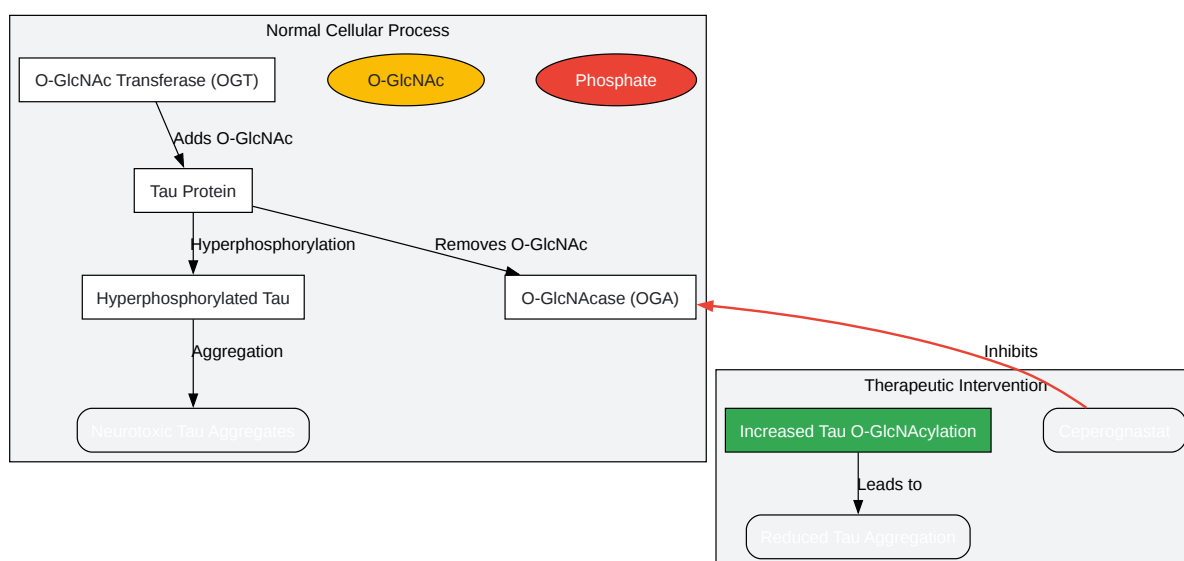 Normal Cellular Process
O-GlcNAc Transferase (OGT)
O-GlcNAc
Phosphate
Adds O-GlcNAc
Tau Protein
Hyperphosphorylation
Removes O-GlcNAc
Hyperphosphorylated Tau
O-GlcNAcase (OGA)
Aggregation
Neurotoxic Tau Aggregates
Inhibits
Therapeutic Intervention
Increased Tau O-GlcNAcylation
Ceperognastat
Leads to
Reduced Tau Aggregation